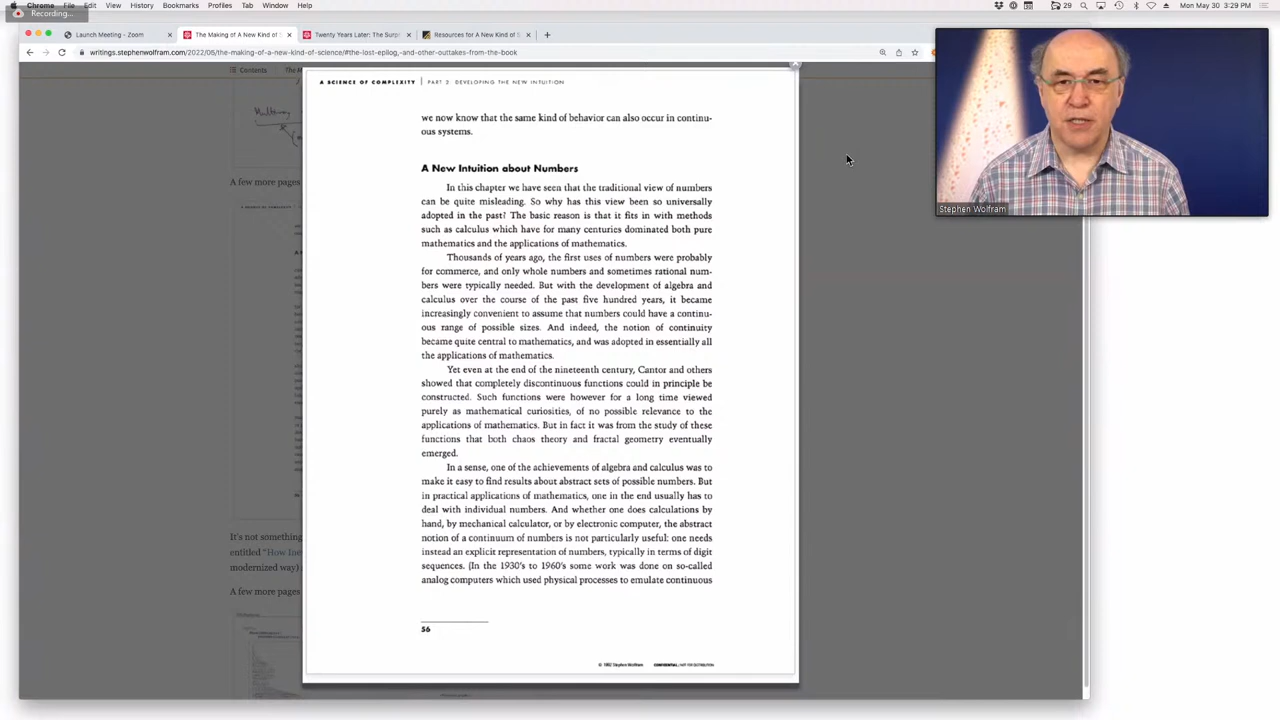 Chrome File Edit View History Bookmarks Profiles Tab Window Help
29 Mon May 30 3:29 PM
Recording...
Launch Meeting - Zoom
The Making of A New Kind of S
Twenty Years Later: The Surp
Resources for A New Kind of S
writings.stephenwolfram.com/2022/05/the-making-of-a-new-kind-of-science/#the-lost-epilog,-and-other-outtakes-from-the-book
Contents
A SCIENCE OF COMPLEXITY | PART 2 DEVELOPING THE NEW INTUITION
we now know that the same kind of behavior can also occur in continu-
ous systems.
A New Intuition about Numbers
In this chapter we have seen that the traditional view of numbers
can be quite misleading. So why has this view been so universally
adopted in the past? The basic reason is that it fits in with methods
such as calculus which have for many centuries dominated both pure
mathematics and the applications of mathematics.
Thousands of years ago, the first uses of numbers were probably
for commerce, and only whole numbers and sometimes rational num-
bers were typically needed. But with the development of algebra and
calculus over the course of the past five hundred years, it became
increasingly convenient to assume that numbers could have a continu-
ous range of possible sizes. And indeed, the notion of continuity
became quite central to mathematics, and was adopted in essentially all
the applications of mathematics.
Yet even at the end of the nineteenth century, Cantor and others
showed that completely discontinuous functions could in principle be
constructed. Such functions were however for a long time viewed
purely as mathematical curiosities, of no possible relevance to the
applications of mathematics. But in fact it was from the study of these
functions that both chaos theory and fractal geometry eventually
emerged.
In a sense, one of the achievements of algebra and calculus was to
make it easy to find results about abstract sets of possible numbers. But
in practical applications of mathematics, one in the end usually has to
deal with individual numbers. And whether one does calculations by
hand, by mechanical calculator, or by electronic computer, the abstract
notion of a continuum of numbers is not particularly useful: one needs
instead an explicit representation of numbers, typically in terms of digit
sequences. (In the 1930's to 1960's some work was done on so-called
analog computers which used physical processes to emulate continuous
56
© 1992 Stephen Wolfram CONFIDENTIAL / NOT FOR DISTRIBUTION
A few more pages
It's not something
entitled "How
modernized way)
A few more pages
Stephen Wolfram